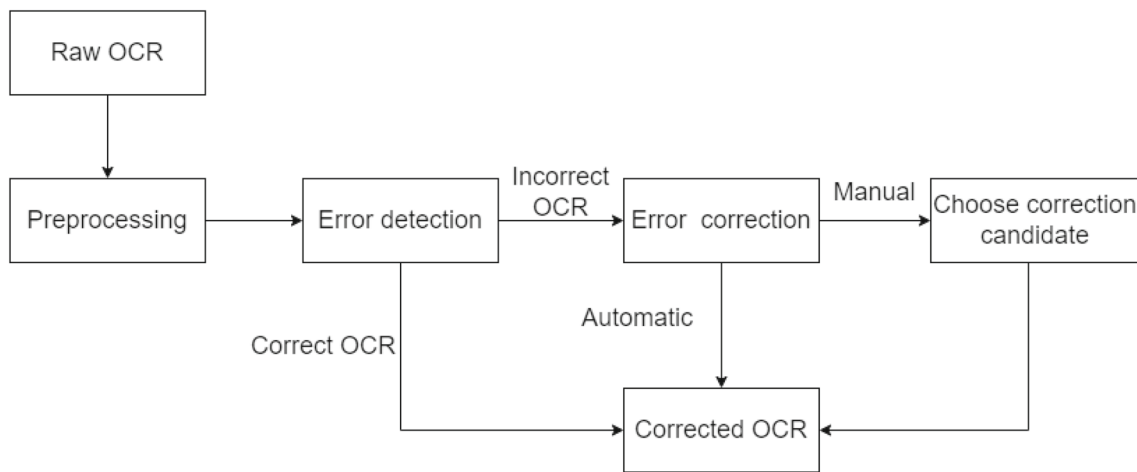 Raw OCR
Preprocessing
Error detection
Incorrect
OCR
Error correction
Manual
Choose correction
candidate
Correct OCR
Automatic
Corrected OCR